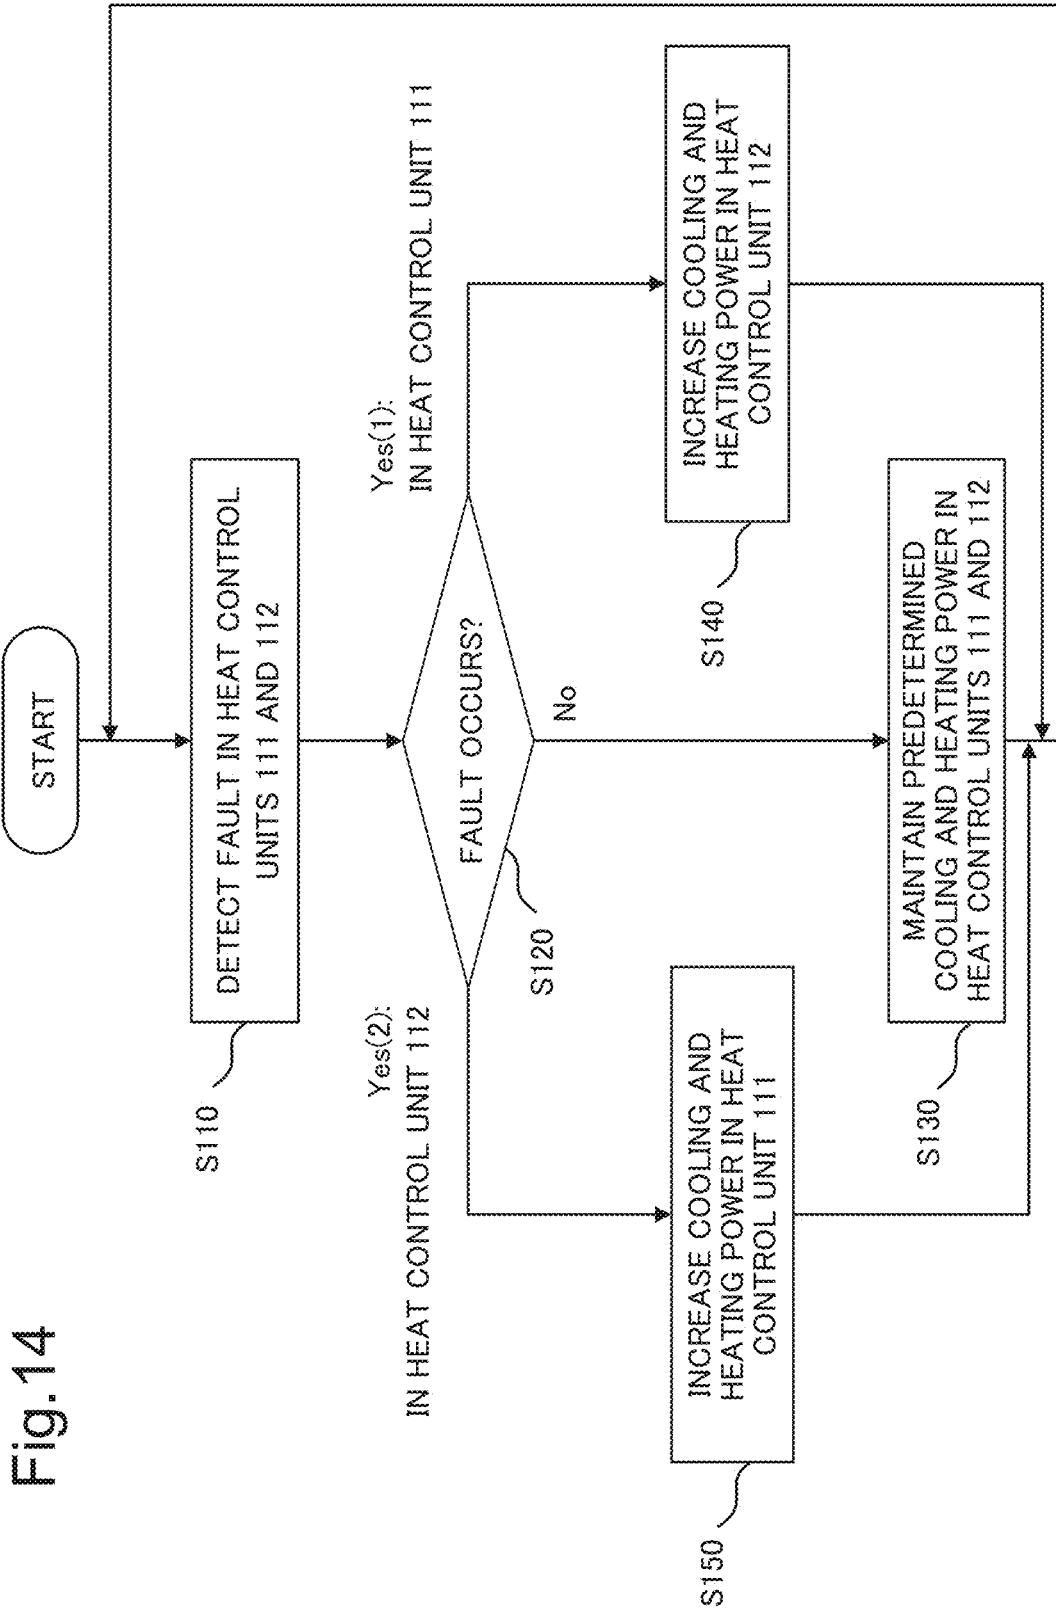 Fig.14
START
DETECT FAULT IN HEAT CONTROL
UNITS 111 AND 112
S110
FAULT OCCURS?
S120
Yes(2):
IN HEAT CONTROL UNIT 112
Yes(1):
IN HEAT CONTROL UNIT 111
No
INCREASE COOLING AND
HEATING POWER IN HEAT
CONTROL UNIT 111
S150
INCREASE COOLING AND
HEATING POWER IN HEAT
CONTROL UNIT 112
S140
MAINTAIN PREDETERMINED
COOLING AND HEATING POWER IN
HEAT CONTROL UNITS 111 AND 112
S130